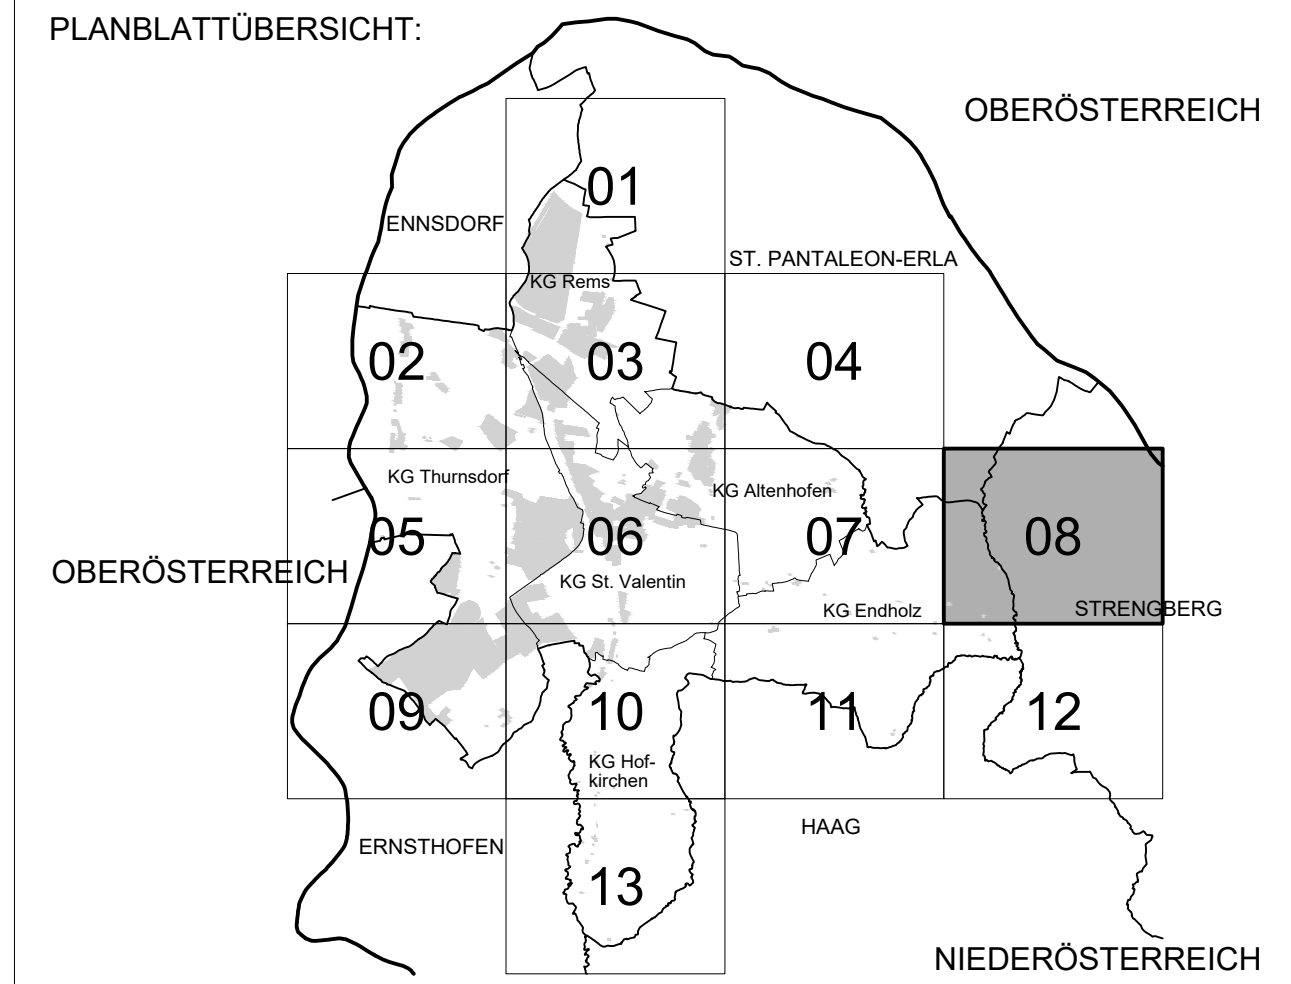 PLANBLATTÜBERSICHT:
OBERÖSTERREICH
01
ENNSDORF
ST. PANTALEON-ERLA
KG Rems
02
03
04
KG Thurnsdorf
KG Altenhofen
05
06
07
08
OBERÖSTERREICH
KG St. Valentin
KG Endholz
STRENGBERG
09
10
11
12
KG Hof-
kirchen
HAAG
ERNSTHOFEN
13
NIEDERÖSTERREICH